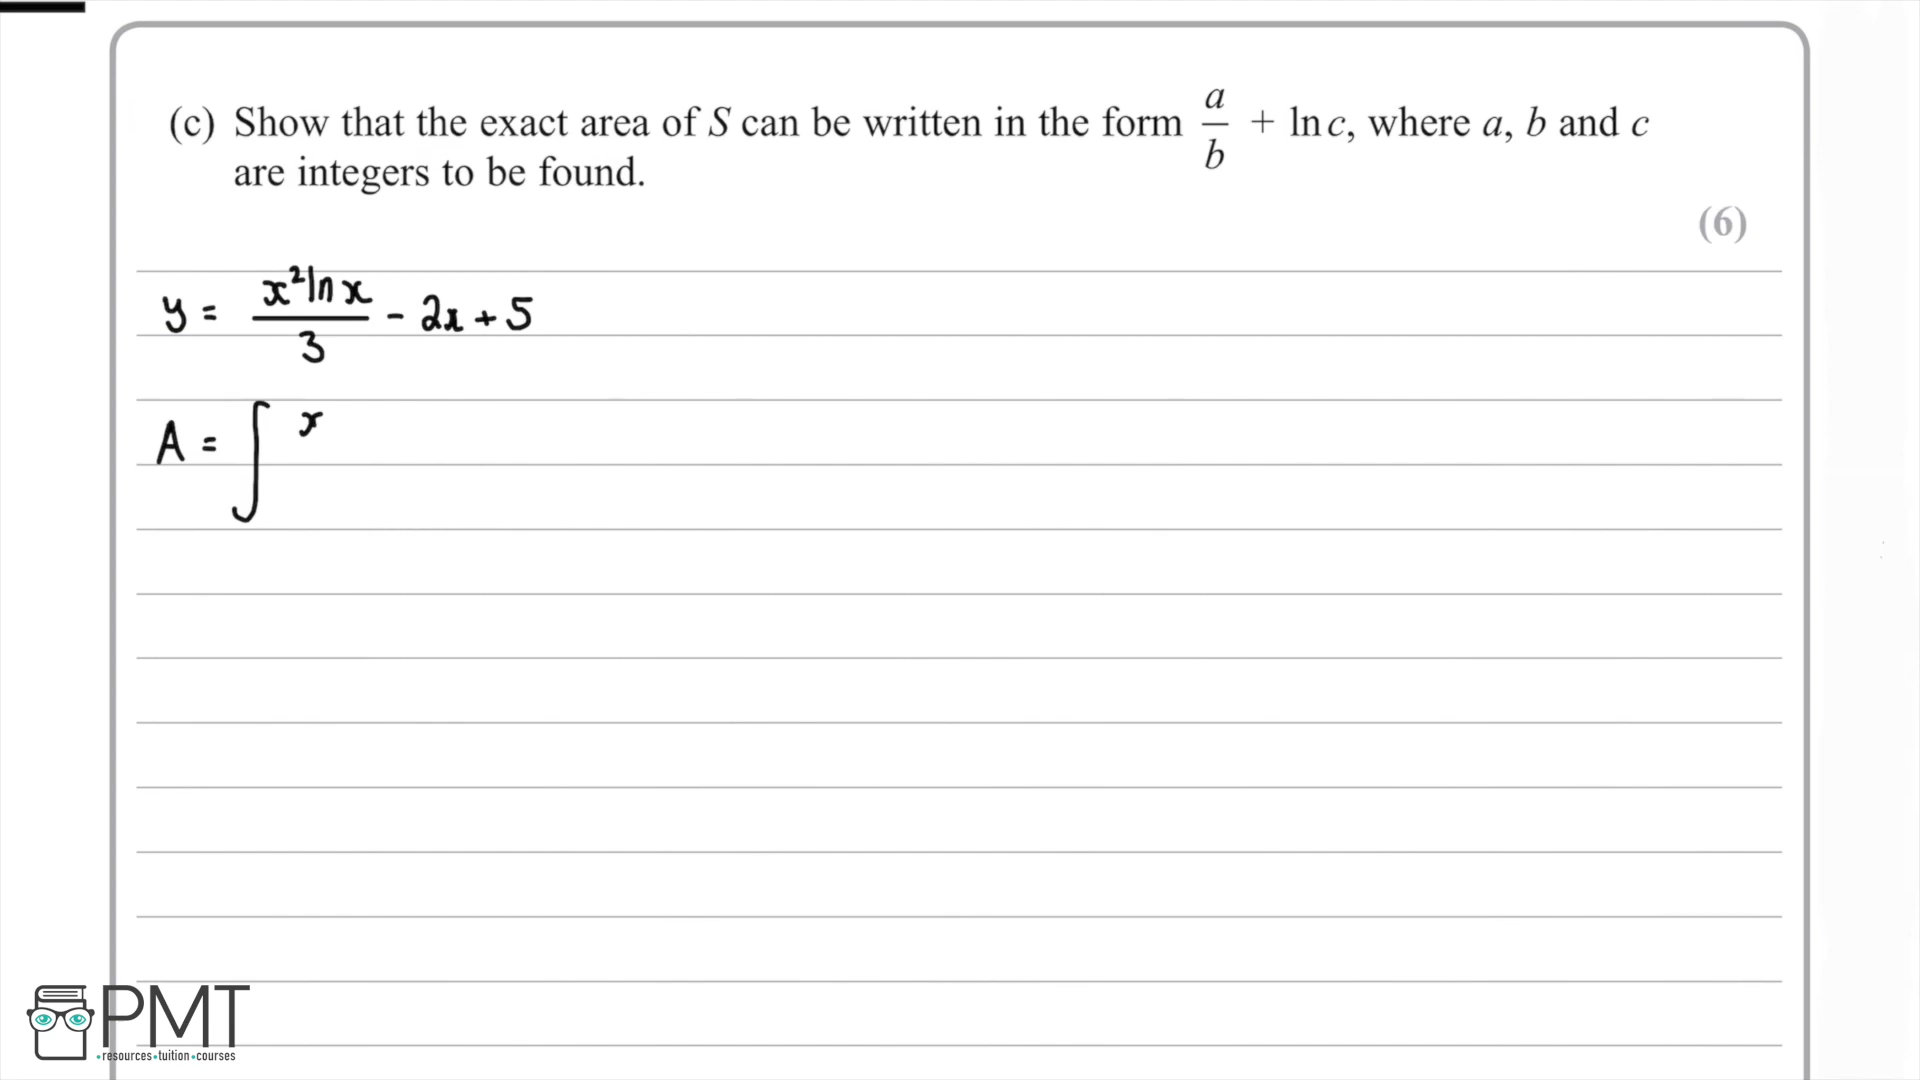 (c) Show that the exact area of S can be written in the form a/b + ln c, where a, b and c
are integers to be found.
(6)
y = x²lnx/3 - 2x + 5
A = ∫ x
PMT
•resources•tuition•courses